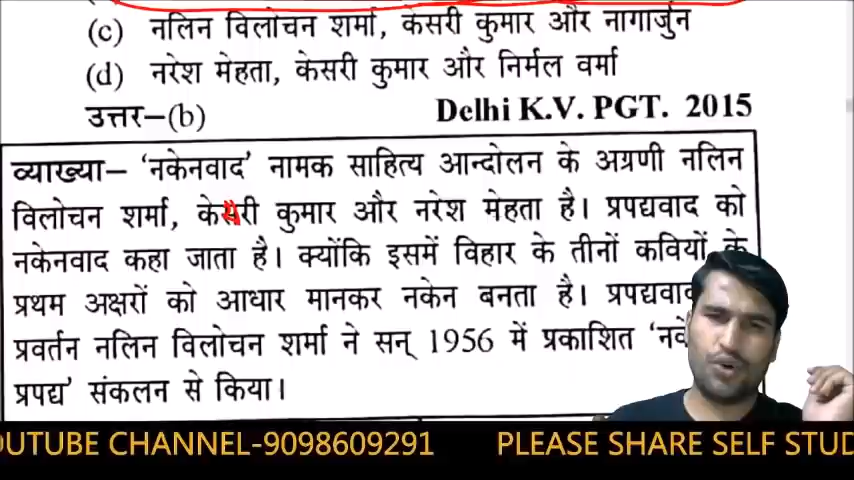 (c) नलिन विलोचन शर्मा, केसरी कुमार और नागार्जुन
(d) नरेश मेहता, केसरी कुमार और निर्मल वर्मा
उत्तर–(b) Delhi K.V. PGT. 2015
व्याख्या– 'नकेनवाद' नामक साहित्य आन्दोलन के अग्रणी नलिन
विलोचन शर्मा, केसरी कुमार और नरेश मेहता है। प्रपद्यवाद को
नकेनवाद कहा जाता है। क्योंकि इसमें विहार के तीनों कवियों के
प्रथम अक्षरों को आधार मानकर नकेन बनता है।
प्रवर्तन नलिन विलोचन शर्मा ने सन् 1956 में प्रकाशित
प्रपद्य' संकलन से किया।
OUTUBE CHANNEL-9098609291 PLEASE SHARE SELF STUD